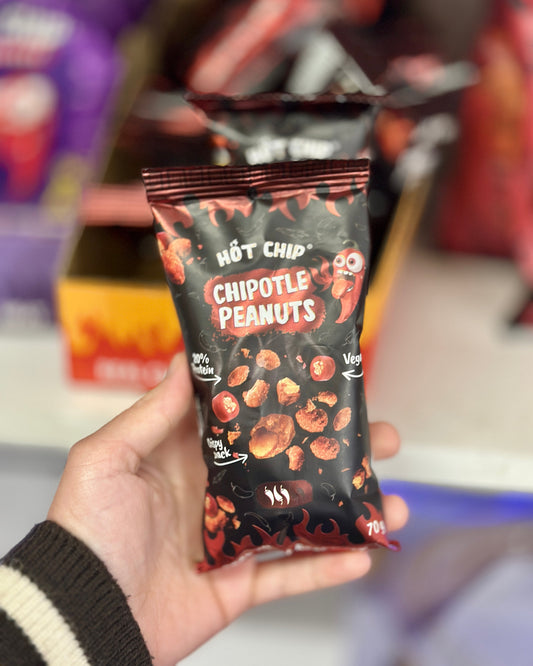 HOT CHIP
HOT CHIP®
CHIPOTLE
PEANUTS
20%
Protein
Vegan
Crispy
snack
70g